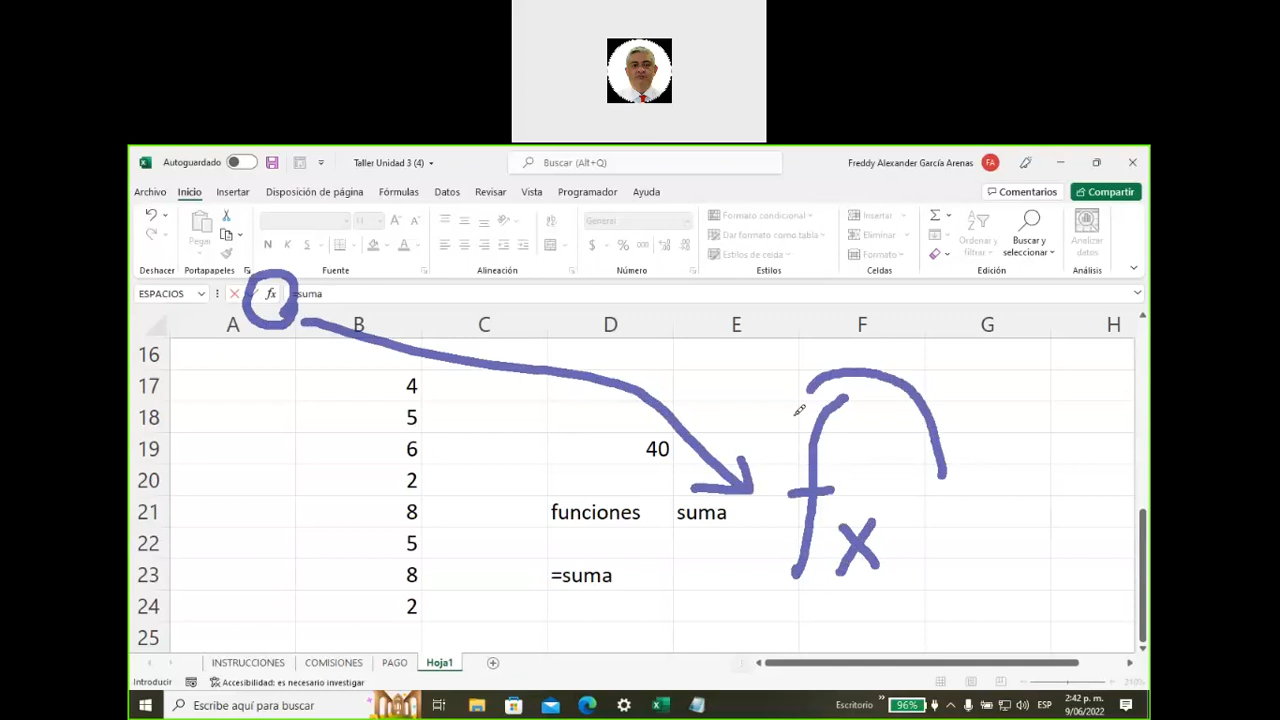 Autoguardado Taller Unidad 3 (4) Buscar (Alt+Q) Freddy Alexander García Arenas FA
Archivo Inicio Insertar Disposición de página Fórmulas Datos Revisar Vista Programador Ayuda Comentarios Compartir
Pegar N K S A A A 11 General $ % 000 Formato condicional Dar formato como tabla Estilos de celda Insertar Eliminar Formato Σ Ordenar y filtrar Buscar y seleccionar Analizar datos
Deshacer Portapapeles Fuente Alineación Número Estilos Celdas Edición Análisis
ESPACIOS fx =suma
A B C D E F G H
16
17 4
18 5
19 6 40
20 2
21 8 funciones suma
22 5
23 8 =suma
24 2
25
fx
INSTRUCCIONES COMISIONES PAGO Hoja1
Introducir Accesibilidad: es necesario investigar 210%
Escribe aquí para buscar Escritorio 96% ESP 2:42 p. m.
9/06/2022